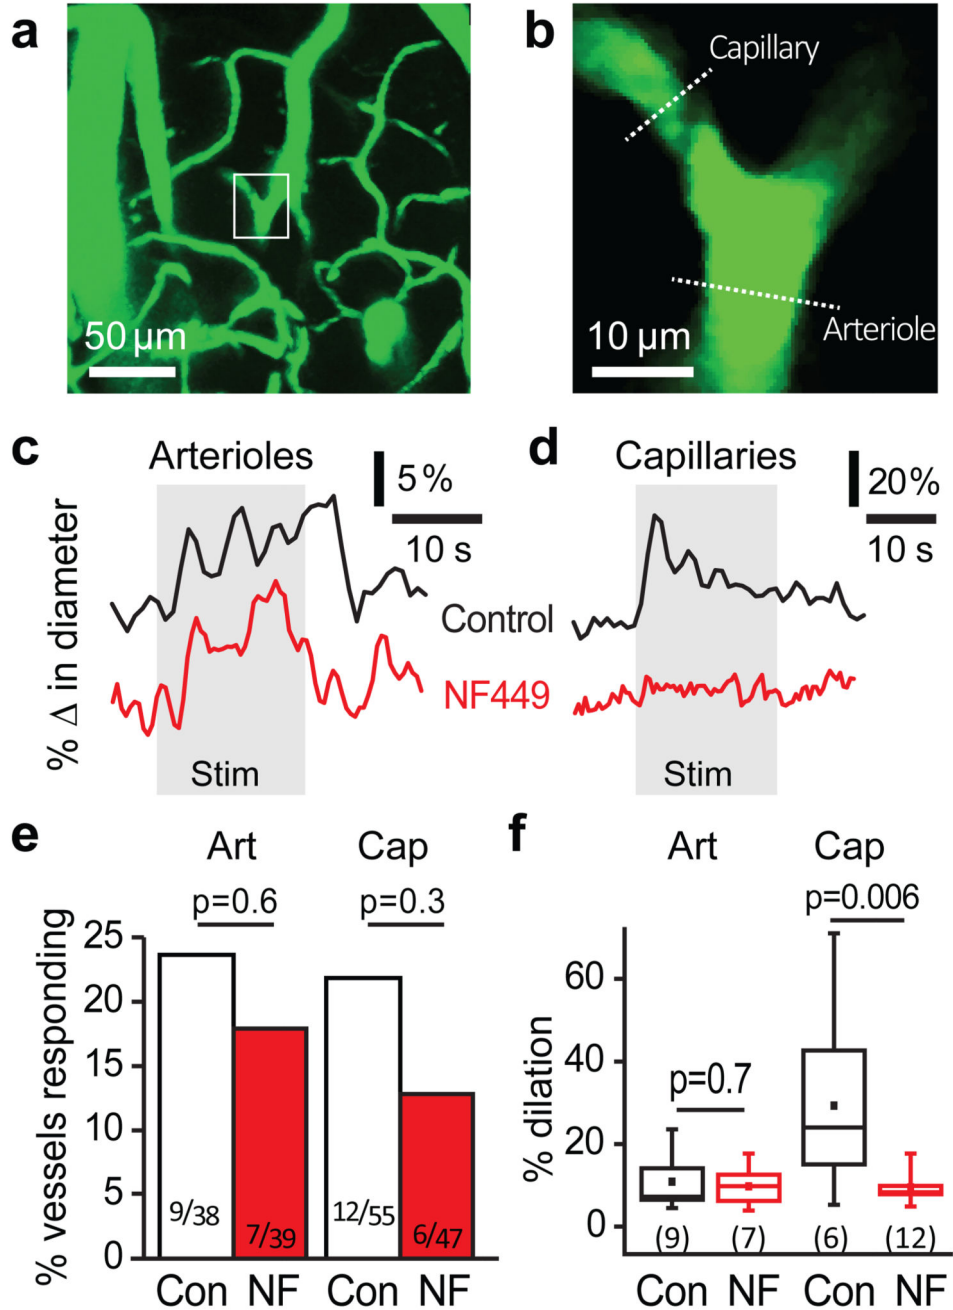 a
b
Capillary
Arteriole
50 µm
10 µm
c
d
Arterioles
Capillaries
5 %
20%
10 s
10 s
% Δ in diameter
Control
NF449
Stim
Stim
e
f
Art
Cap
Art
Cap
p=0.6
p=0.3
p=0.7
p=0.006
% vessels responding
25
20
15
10
5
0
9/38
7/39
12/55
6/47
Con NF
Con NF
% dilation
60
40
20
0
(9)
(7)
(6)
(12)
Con NF
Con NF